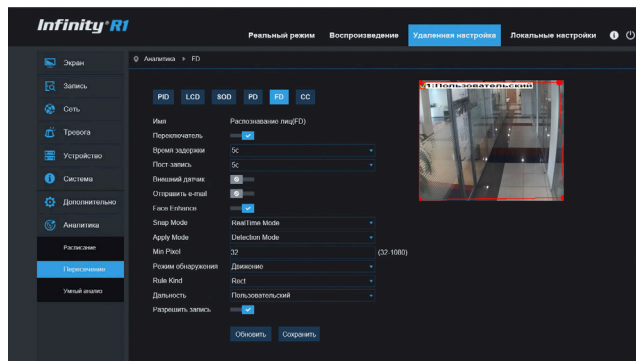 Infinity R1
Реальный режим Воспроизведение Удаленная настройка Локальные настройки
Экран
Запись
Сеть
Тревога
Устройство
Система
Дополнительно
Аналитика
Расписание
Пересечение
Умный анализ
Аналитика FD
PID LCD SOD PD FD CC
Имя Распознавание лиц(FD)
Переключатель
Время задержки 5с
Пост-запись 5с
Внешний датчик
Отправить e-mail
Face Enhance
Snap Mode RealTime Mode
Apply Mode Detection Mode
Min Pixel 32 (32-1080)
Режим обнаружения Движение
Rule Kind Rect
Дальность Пользовательский
Разрешить запись
Обновить Сохранить
1:Пользовательский